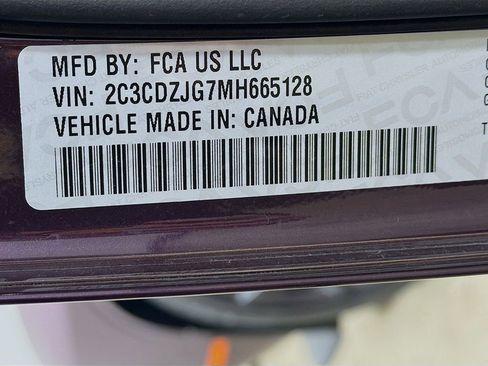 MFD BY: FCA US LLC
VIN: 2C3CDZJG7MH665128
VEHICLE MADE IN: CANADA